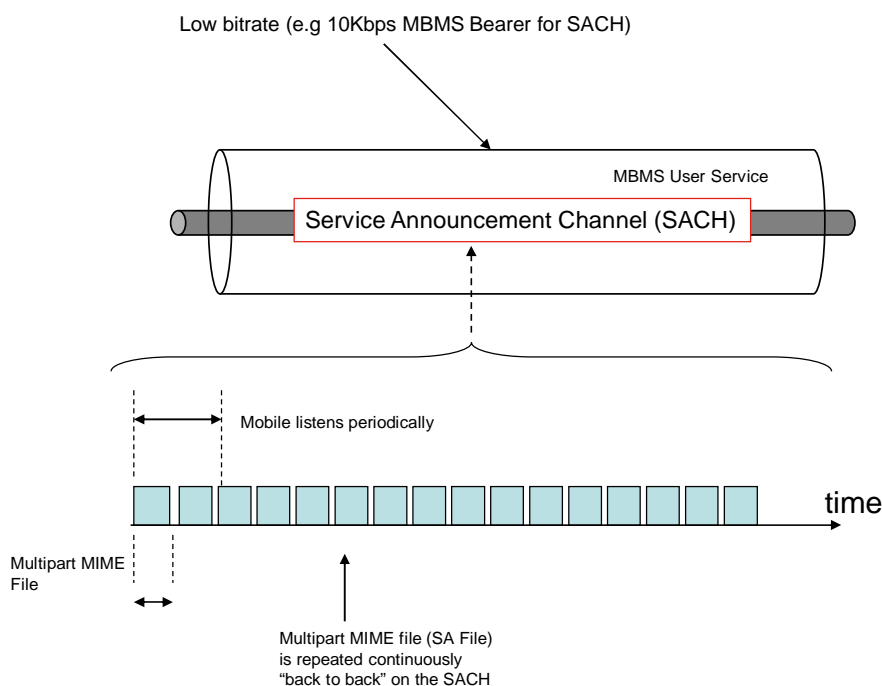 Low bitrate (e.g 10Kbps MBMS Bearer for SACH)
MBMS User Service
Service Announcement Channel (SACH)
Mobile listens periodically
time
Multipart MIME
File
Multipart MIME file (SA File)
is repeated continuously
“back to back” on the SACH